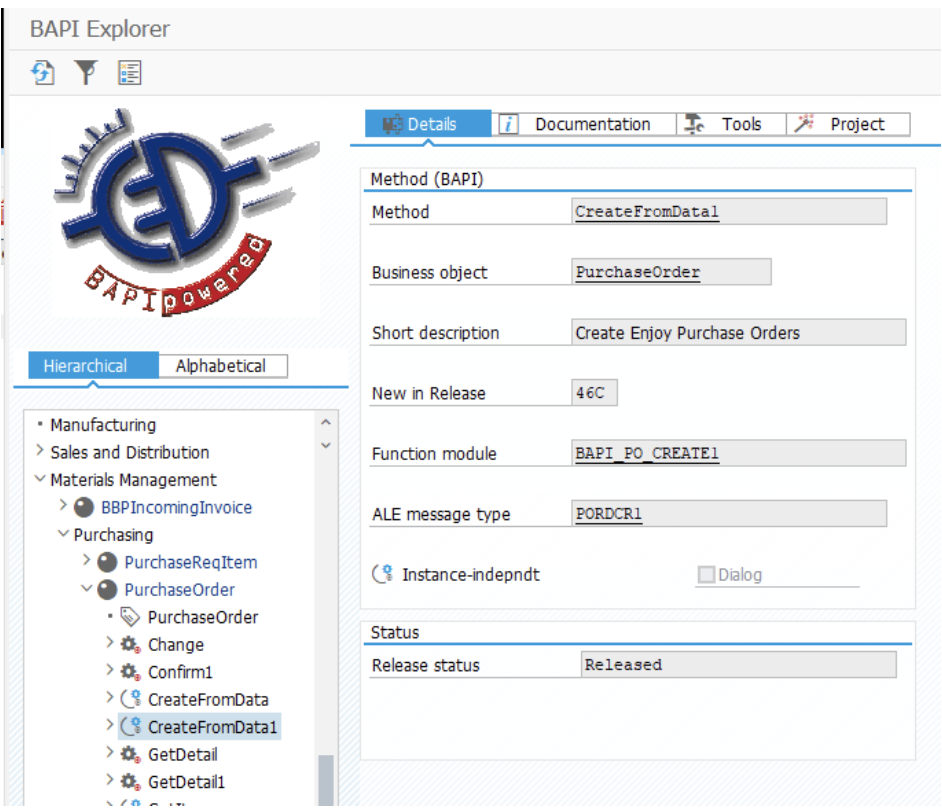 BAPI Explorer
Details
Documentation
Tools
Project
BAPI powered
Method (BAPI)
Method CreateFromData1
Business object PurchaseOrder
Short description Create Enjoy Purchase Orders
New in Release 46C
Function module BAPI_PO_CREATE1
ALE message type PORDCR1
Instance-indepndt Dialog
Status
Release status Released
Hierarchical
Alphabetical
Manufacturing
Sales and Distribution
Materials Management
BBPIncomingInvoice
Purchasing
PurchaseReqItem
PurchaseOrder
PurchaseOrder
Change
Confirm1
CreateFromData
CreateFromData1
GetDetail
GetDetail1